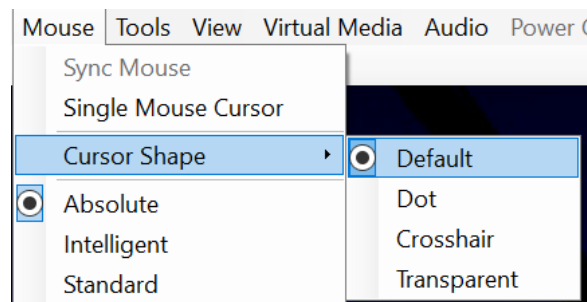 Mouse Tools View Virtual Media Audio Power
Sync Mouse
Single Mouse Cursor
Cursor Shape
Default
Absolute
Dot
Intelligent
Crosshair
Standard
Transparent